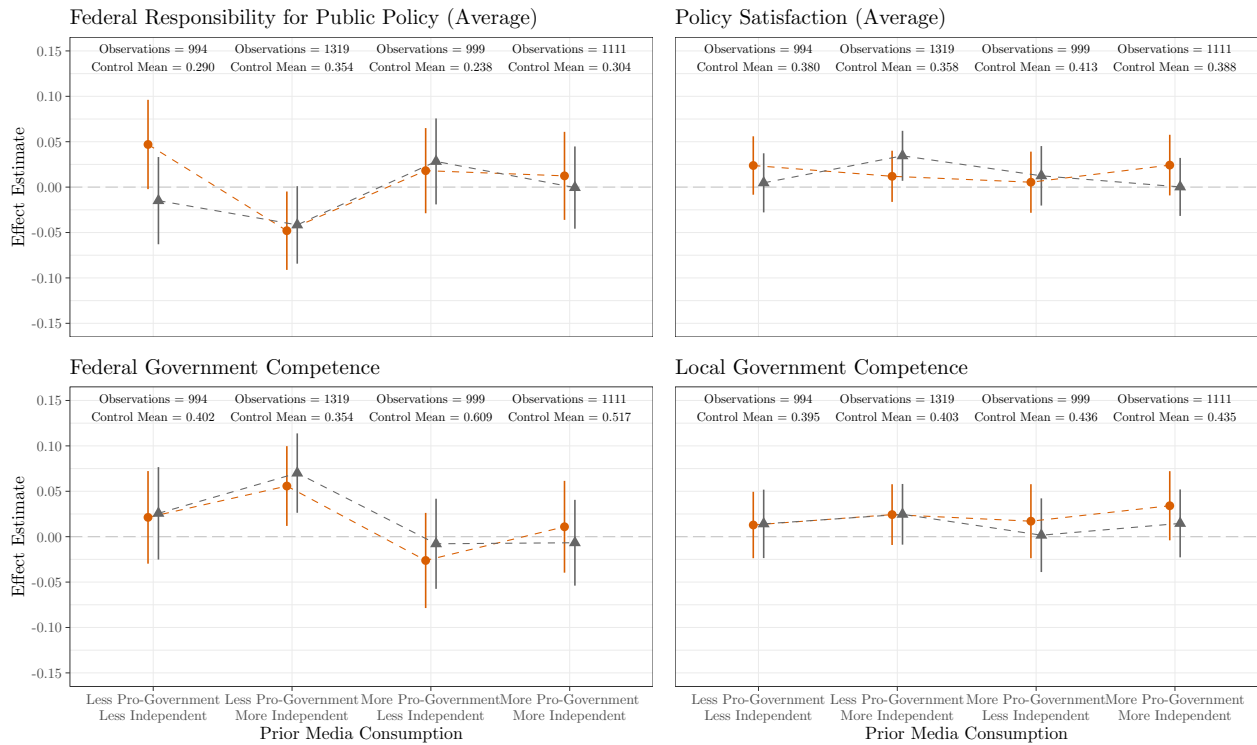 Federal Responsibility for Public Policy (Average)
Observations = 994 Observations = 1319 Observations = 999 Observations = 1111
Control Mean = 0.290 Control Mean = 0.354 Control Mean = 0.238 Control Mean = 0.304
0.15
0.10
0.05
0.00
-0.05
-0.10
-0.15
Effect Estimate
Policy Satisfaction (Average)
Observations = 994 Observations = 1319 Observations = 999 Observations = 1111
Control Mean = 0.380 Control Mean = 0.358 Control Mean = 0.413 Control Mean = 0.388
Federal Government Competence
Observations = 994 Observations = 1319 Observations = 999 Observations = 1111
Control Mean = 0.402 Control Mean = 0.354 Control Mean = 0.609 Control Mean = 0.517
0.15
0.10
0.05
0.00
-0.05
-0.10
-0.15
Effect Estimate
Less Pro-Government Less Pro-Government More Pro-Government More Pro-Government
Less Independent More Independent Less Independent More Independent
Prior Media Consumption
Local Government Competence
Observations = 994 Observations = 1319 Observations = 999 Observations = 1111
Control Mean = 0.395 Control Mean = 0.403 Control Mean = 0.436 Control Mean = 0.435
Less Pro-Government Less Pro-Government More Pro-Government More Pro-Government
Less Independent More Independent Less Independent More Independent
Prior Media Consumption